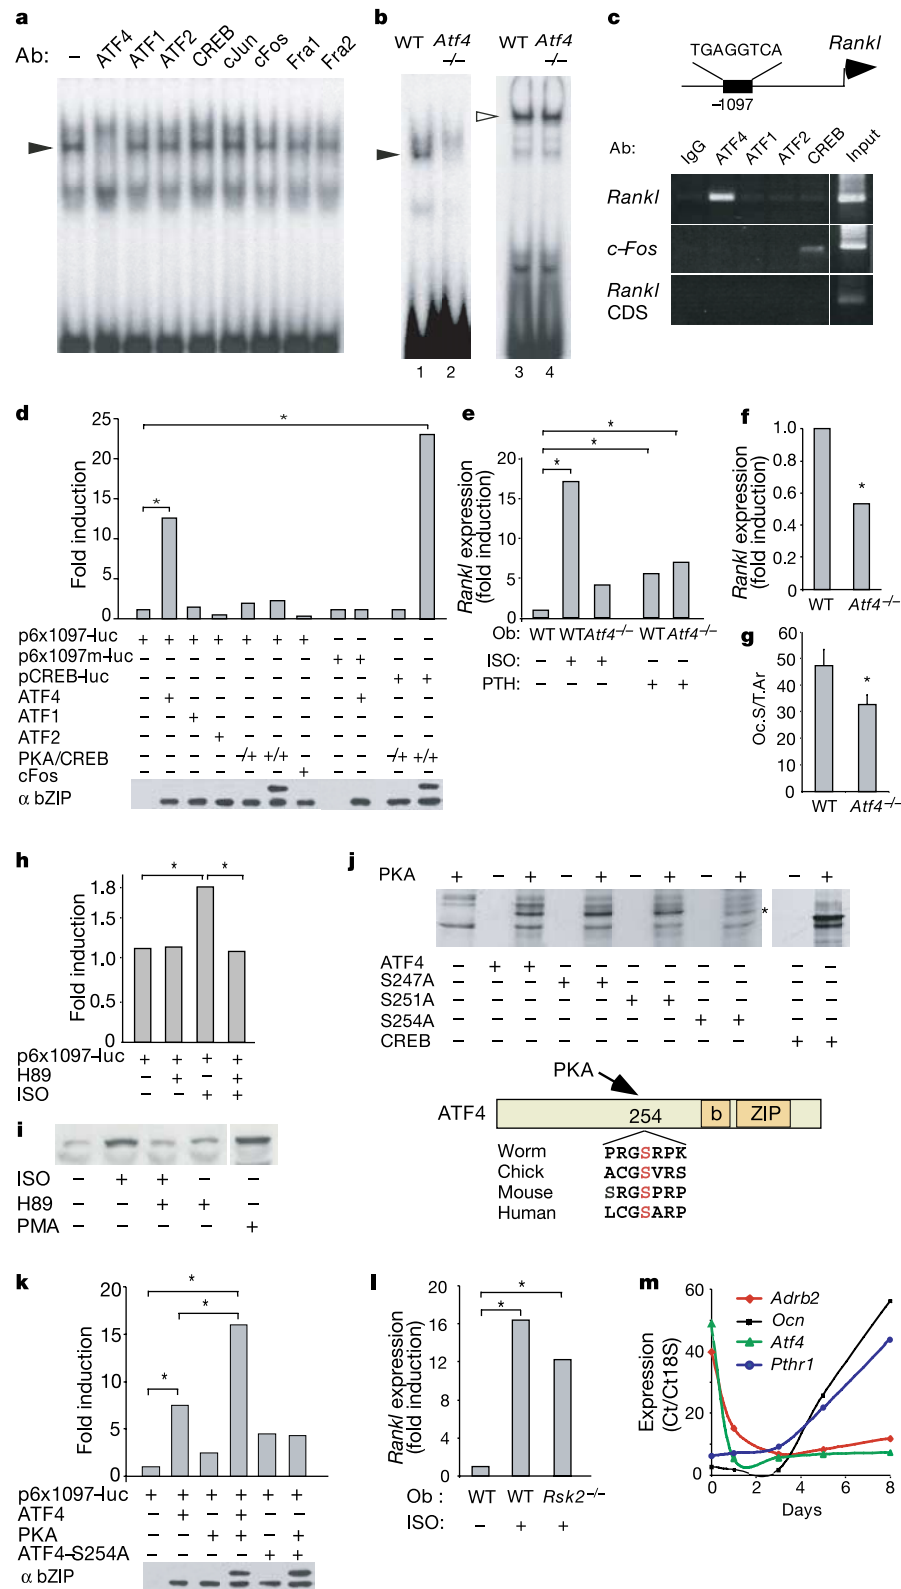 a
Ab: – ATF4 ATF1 ATF2 CREB cJun cFos Fra1 Fra2
b
WT Atf4 –/– WT Atf4 –/–
1 2 3 4
c
TGAGGTCA
Rankl
–1097
Ab: IgG ATF4 ATF1 ATF2 CREB Input
Rankl
c-Fos
Rankl
CDS
d
Fold induction
25
20
15
10
5
0
*
*
p6x1097-luc + + + + + + + – – – –
p6x1097m-luc – – – – – – – + + – –
pCREB-luc – – – – – – – – – + +
ATF4 – + – – – – – – + – –
ATF1 – – + – – – – – – – –
ATF2 – – – + – – – – – – –
PKA/CREB – – – – –/+ +/+ – – – –/+ +/+
cFos – – – – – – + – – – –
α bZIP
e
Rankl expression
(fold induction)
20
15
10
5
0
*
*
*
Ob: WT WT Atf4–/– WT Atf4–/–
ISO: – + + – –
PTH: – – – + +
f
Rankl expression
(fold induction)
1.0
0.8
0.6
0.4
0.2
0
*
WT Atf4–/–
g
Oc.S/T.Ar
60
50
40
30
20
10
0
*
WT Atf4–/–
h
Fold induction
1.8
1.5
1.0
0.5
0
* *
p6x1097-luc + + + +
H89 – + – +
ISO – – + +
i
ISO – + + – –
H89 – – + + –
PMA – – – – +
j
PKA + – + – + – + – + – +
*
ATF4 – + + – – – – – – – –
S247A – – – + + – – – – – –
S251A – – – – – + + – – – –
S254A – – – – – – – + + – –
CREB – – – – – – – – – + +
PKA
ATF4 254 b ZIP
Worm PRGSRPK
Chick ACGSVRS
Mouse SRGSPRP
Human LCGSARP
k
Fold induction
20
15
10
5
0
*
*
*
p6x1097-luc + + + + + +
ATF4 – + – + – –
PKA – – + + – +
ATF4–S254A – – – – + +
α bZIP
l
Rankl expression
(fold induction)
20
16
12
8
4
0
*
*
Ob : WT WT Rsk2–/–
ISO: – + +
m
Expression
(Ct/Ct18S)
60
40
20
0
Adrb2
Ocn
Atf4
Pthr1
0 2 4 6 8
Days